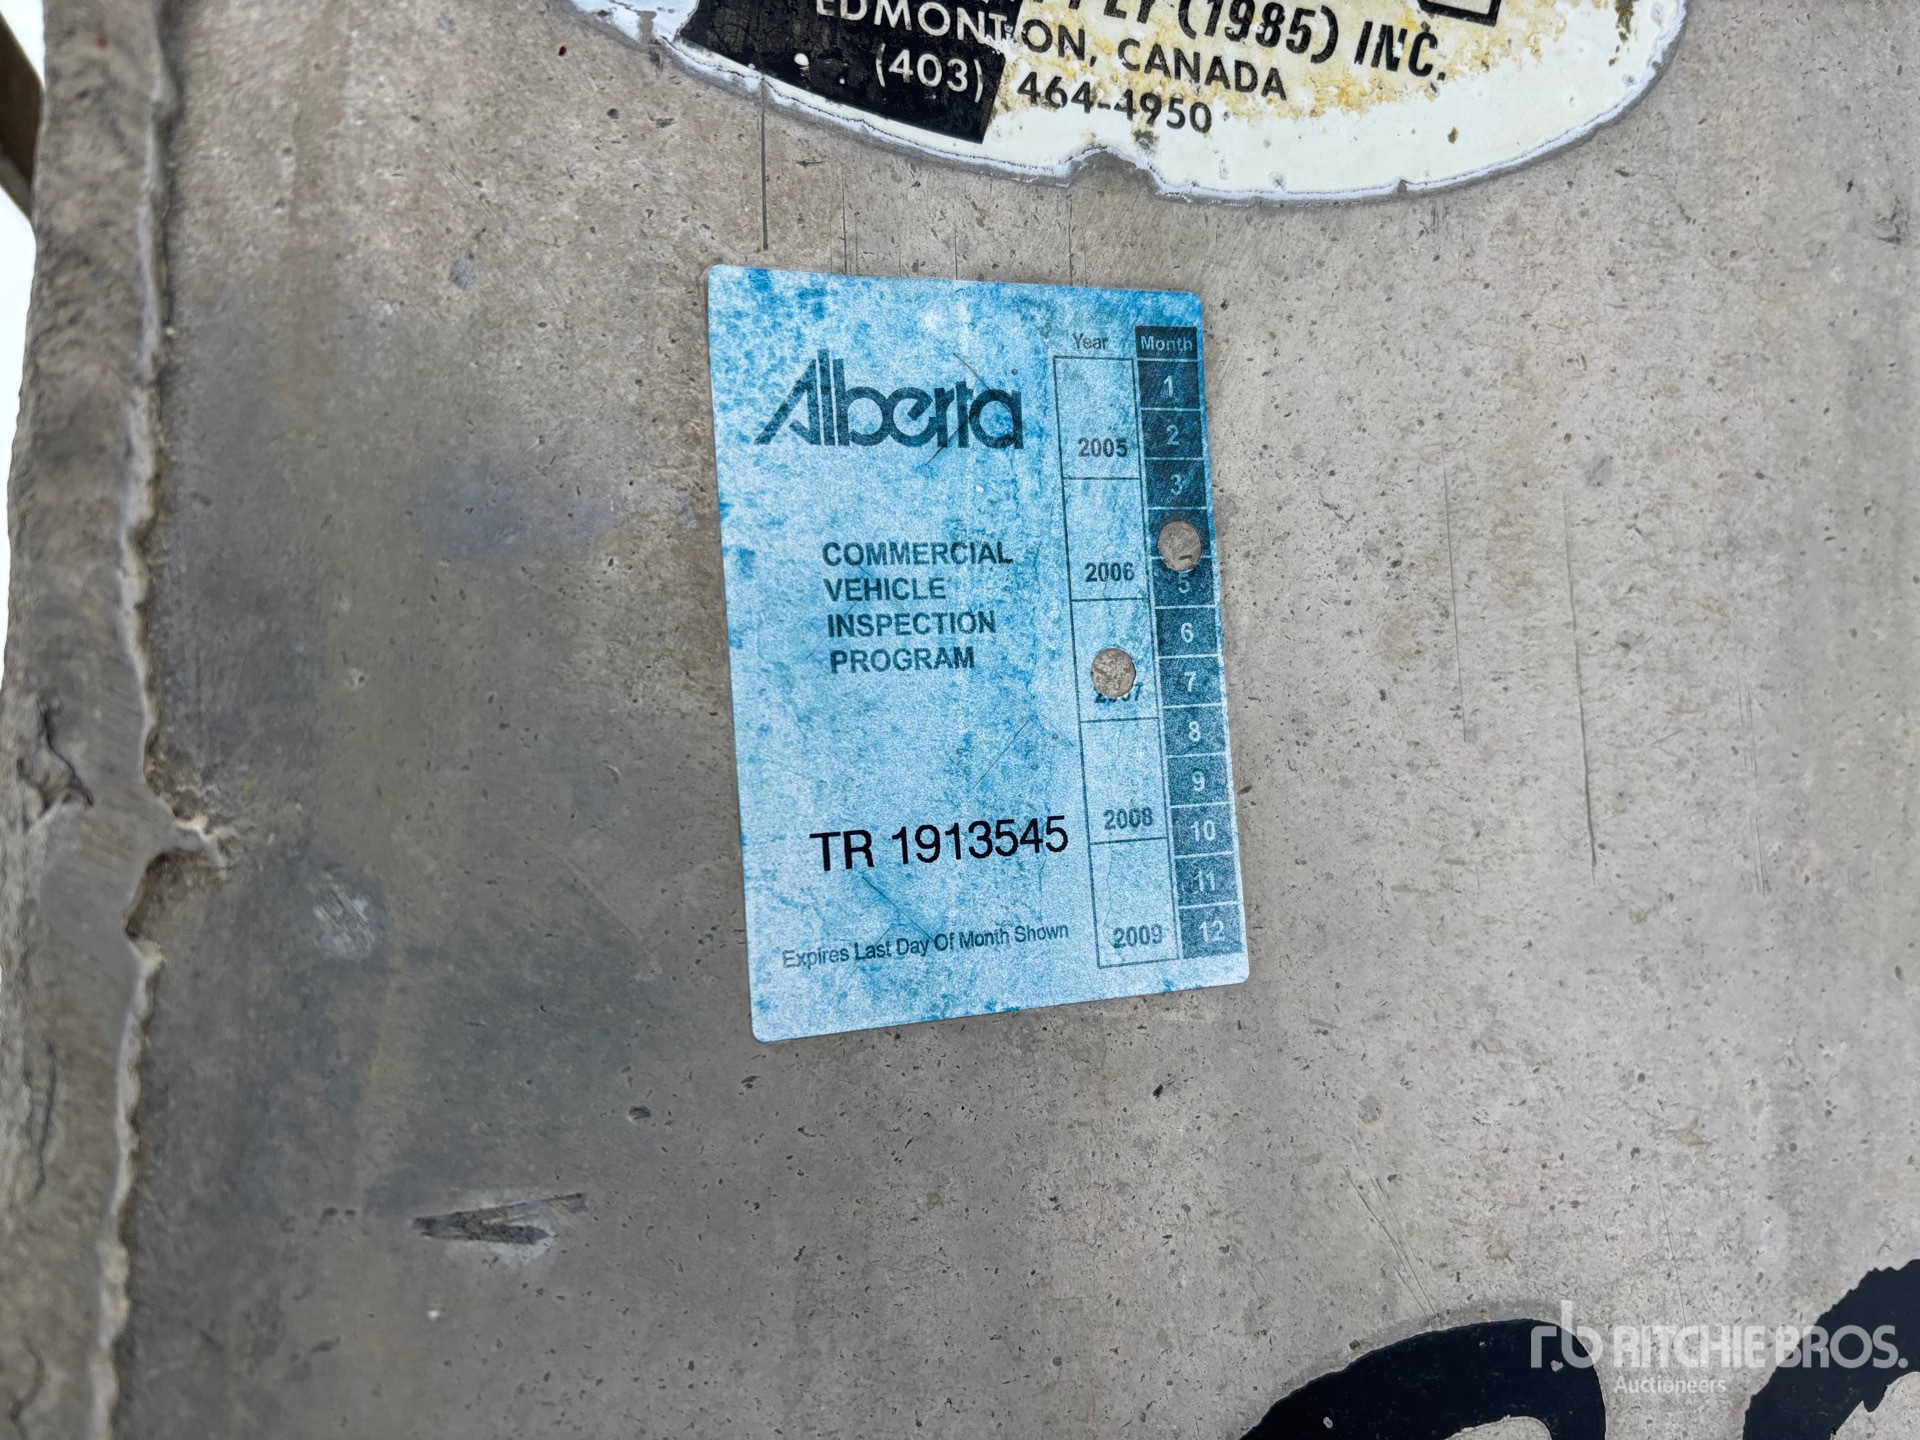 (1985) INC.
EDMONTON, CANADA
(403) 464-4950
Alberta
COMMERCIAL
VEHICLE
INSPECTION
PROGRAM
TR 1913545
Expires Last Day Of Month Shown
Year
2005
2006
2007
2008
2009
Month
1
2
3
5
6
7
8
9
10
11
12
rb RITCHIE BROS.
Auctioneers